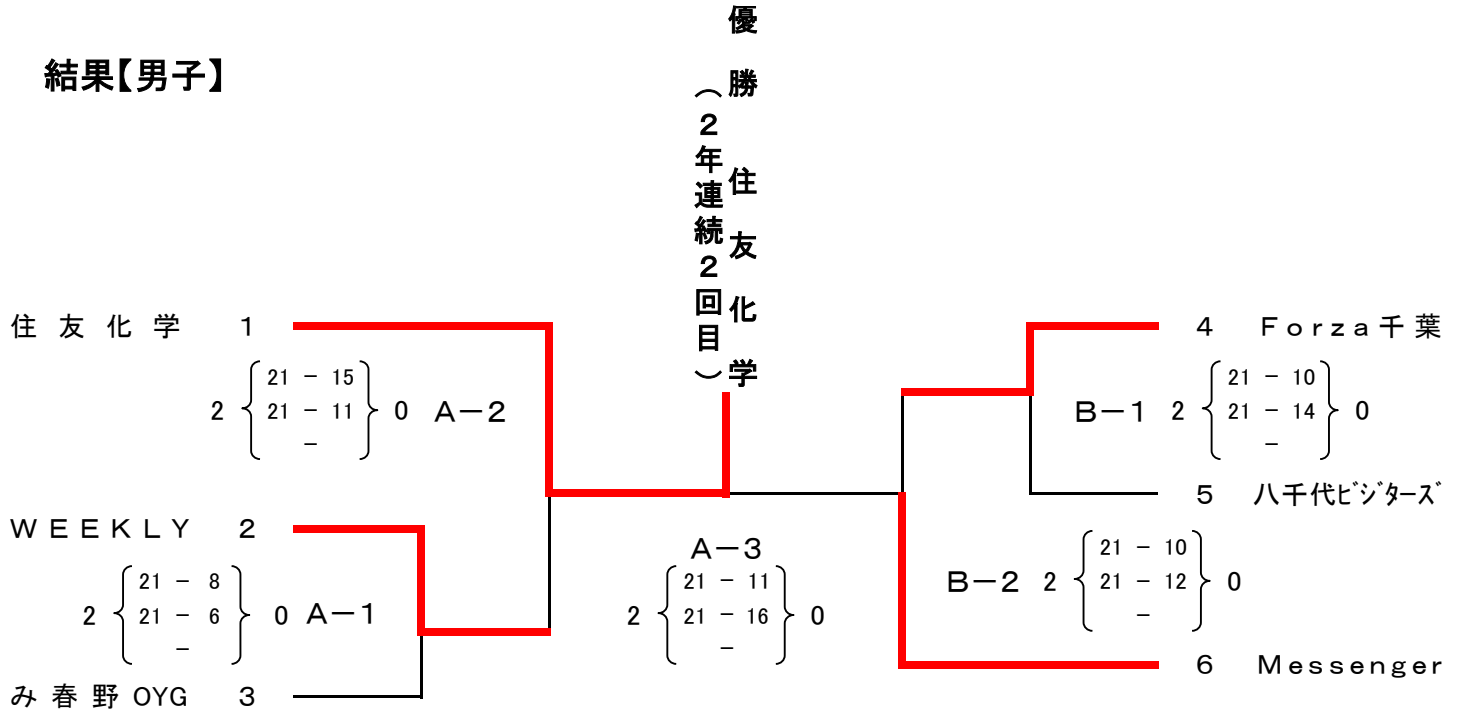 結果【男子】
優勝 住友化学
（２年連続２回目）
住友化学 1
21 － 15
2 21 － 11 0 A－2
－
WEEKLY 2
21 － 8
2 21 － 6 0 A－1
－
み春野OYG 3
A－3
21 － 11
2 21 － 16 0
－
4 Forza千葉
21 － 10
B－1 2 21 － 14 0
－
5 八千代ﾋﾞｼﾞﾀｰｽﾞ
21 － 10
B－2 2 21 － 12 0
－
6 Messenger